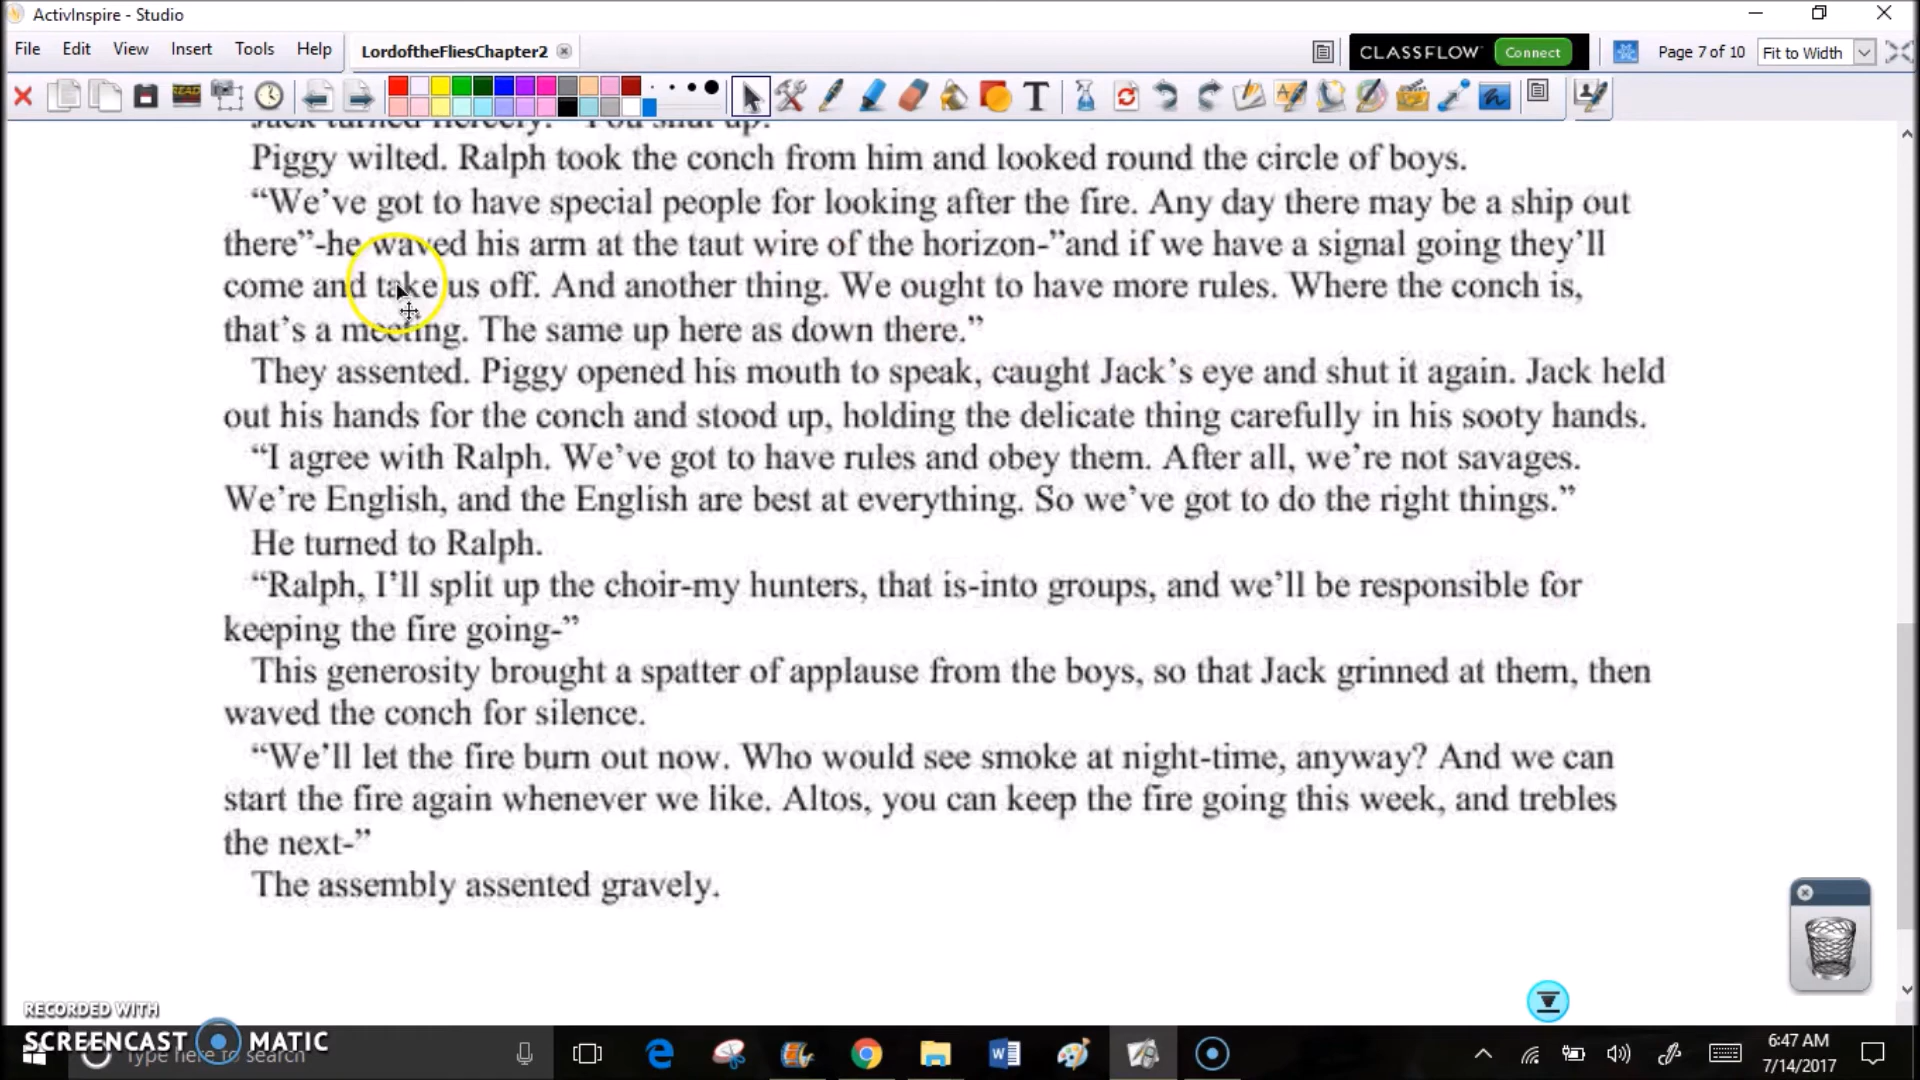 ActivInspire - Studio
File Edit View Insert Tools Help LordoftheFliesChapter2 CLASSFLOW Connect Page 7 of 10 Fit to Width
Jack turned fiercely. "You shut up."
Piggy wilted. Ralph took the conch from him and looked round the circle of boys.
“We’ve got to have special people for looking after the fire. Any day there may be a ship out
there”-he waved his arm at the taut wire of the horizon-”and if we have a signal going they’ll
come and take us off. And another thing. We ought to have more rules. Where the conch is,
that’s a meeting. The same up here as down there.”
They assented. Piggy opened his mouth to speak, caught Jack’s eye and shut it again. Jack held
out his hands for the conch and stood up, holding the delicate thing carefully in his sooty hands.
“I agree with Ralph. We’ve got to have rules and obey them. After all, we’re not savages.
We’re English, and the English are best at everything. So we’ve got to do the right things.”
He turned to Ralph.
“Ralph, I’ll split up the choir-my hunters, that is-into groups, and we’ll be responsible for
keeping the fire going-”
This generosity brought a spatter of applause from the boys, so that Jack grinned at them, then
waved the conch for silence.
“We’ll let the fire burn out now. Who would see smoke at night-time, anyway? And we can
start the fire again whenever we like. Altos, you can keep the fire going this week, and trebles
the next-”
The assembly assented gravely.
RECORDED WITH
SCREENCAST MATIC
Type here to search
6:47 AM
7/14/2017